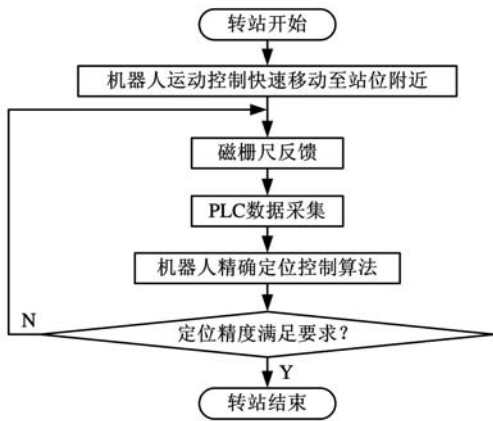 转站开始
机器人运动控制快速移动至站位附近
磁栅尺反馈
PLC数据采集
机器人精确定位控制算法
定位精度满足要求?
N
Y
转站结束